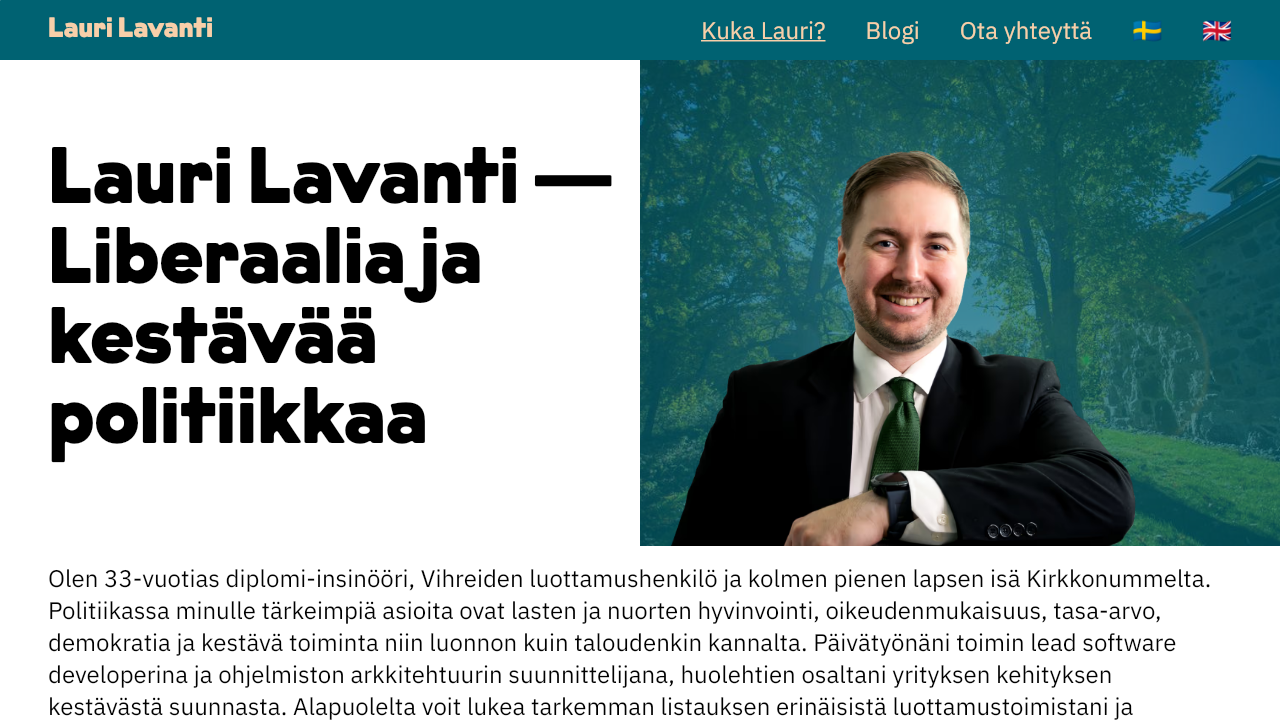 Lauri Lavanti
Kuka Lauri?
Blogi
Ota yhteyttä
Lauri Lavanti —
Liberaalia ja
kestävää
politiikkaa
Olen 33-vuotias diplomi-insinööri, Vihreiden luottamushenkilö ja kolmen pienen lapsen isä Kirkkonummelta.
Politiikassa minulle tärkeimpiä asioita ovat lasten ja nuorten hyvinvointi, oikeudenmukaisuus, tasa-arvo,
demokratia ja kestävä toiminta niin luonnon kuin taloudenkin kannalta. Päivätyönäni toimin lead software
developerina ja ohjelmiston arkkitehtuurin suunnittelijana, huolehtien osaltani yrityksen kehityksen
kestävästä suunnasta. Alapuolelta voit lukea tarkemman listauksen erinäisistä luottamustoimistani ja